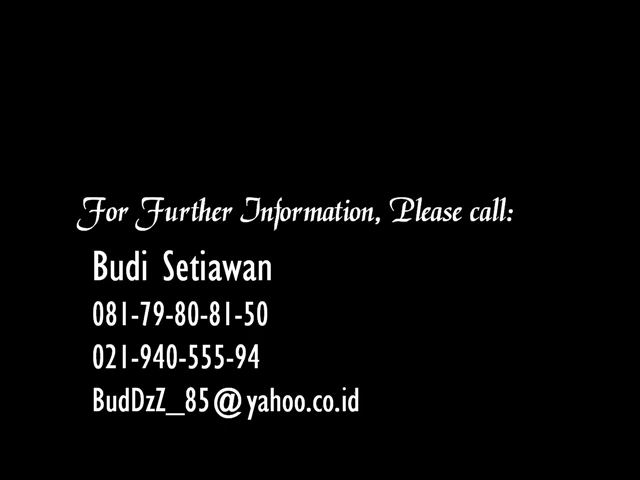 For Further Information, Please call:
Budi Setiawan
081-79-80-81-50
021-940-555-94
BudDzZ_85@yahoo.co.id